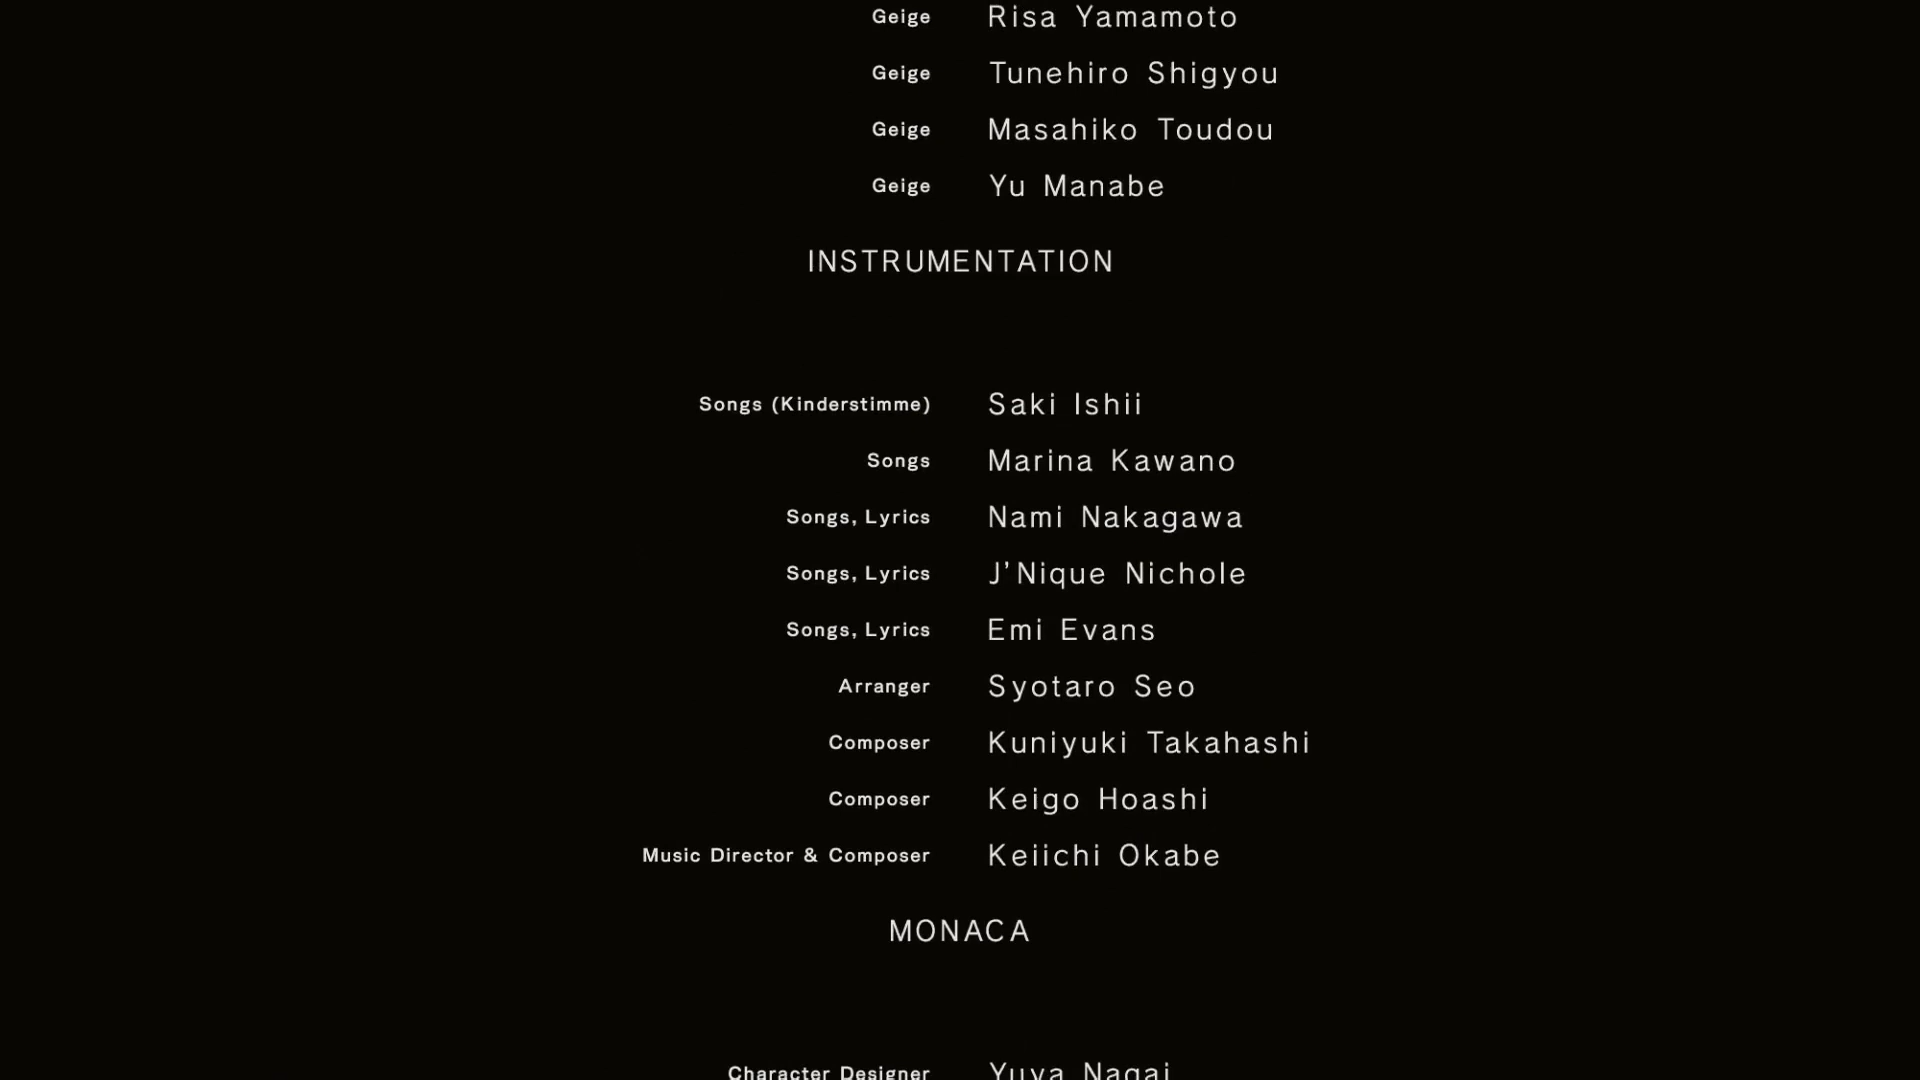 Geige Risa Yamamoto
Geige Tunehiro Shigyou
Geige Masahiko Toudou
Geige Yu Manabe
INSTRUMENTATION
Songs (Kinderstimme) Saki Ishii
Songs Marina Kawano
Songs, Lyrics Nami Nakagawa
Songs, Lyrics J’Nique Nichole
Songs, Lyrics Emi Evans
Arranger Syotaro Seo
Composer Kuniyuki Takahashi
Composer Keigo Hoashi
Music Director & Composer Keiichi Okabe
MONACA
Character Designer Yuya Nagai